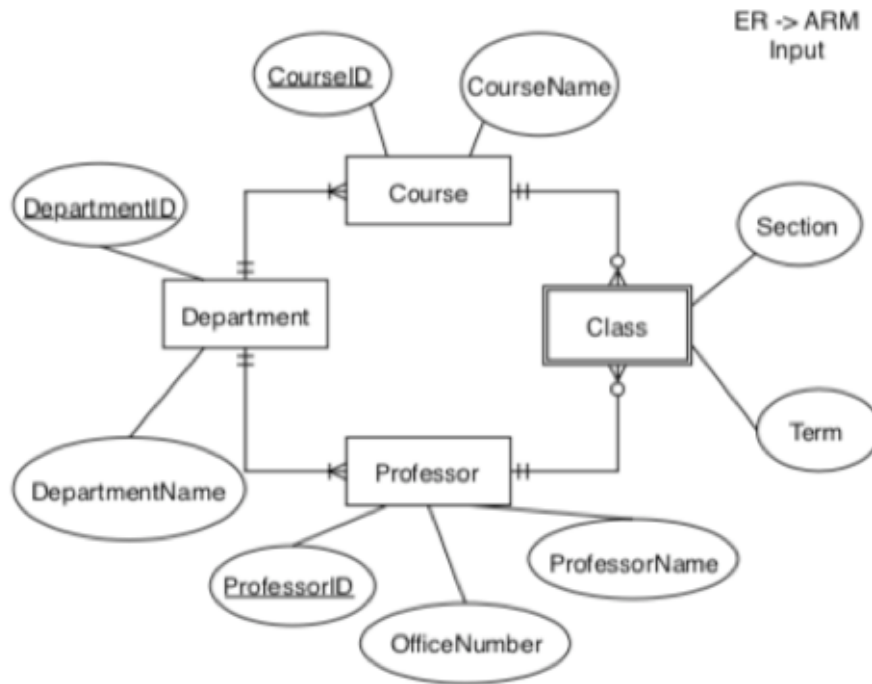 ER -> ARM
Input
CourseID
CourseName
Course
DepartmentID
Section
Department
Class
Term
DepartmentName
Professor
ProfessorID
ProfessorName
OfficeNumber